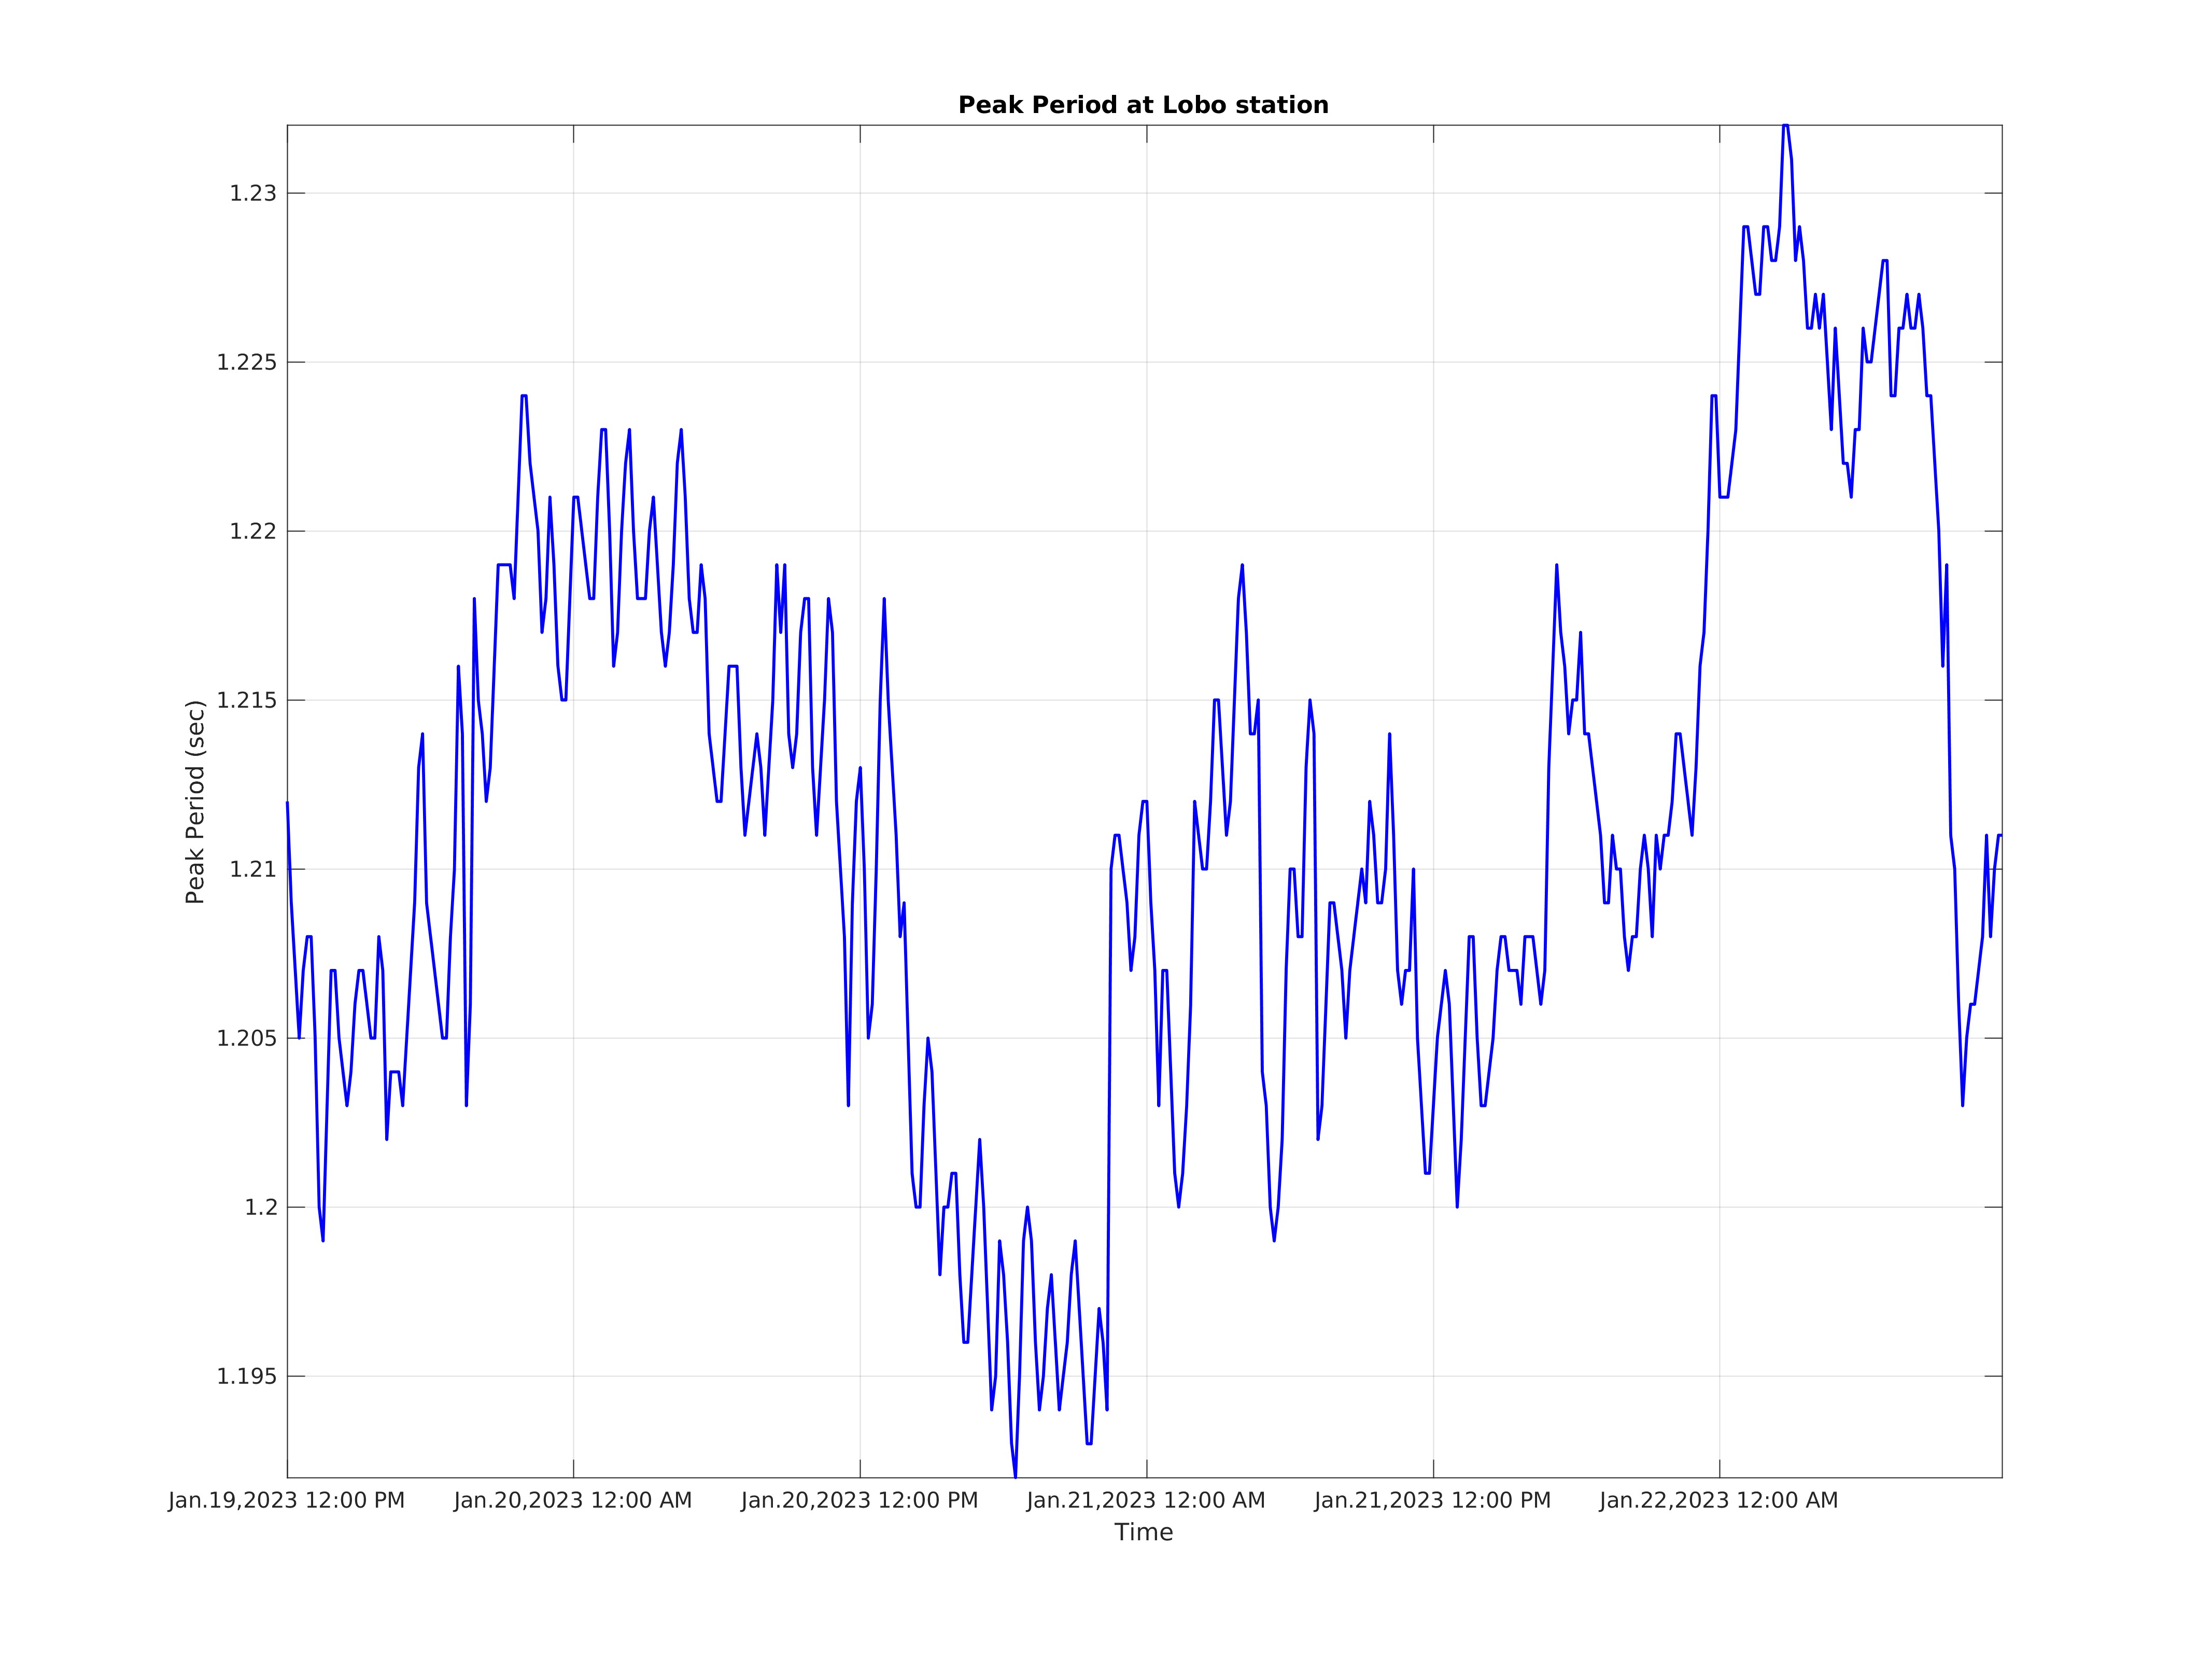 Peak Period at Lobo station
1.23
1.225
1.22
1.215
1.21
1.205
1.2
1.195
Peak Period (sec)
Jan.19,2023 12:00 PM Jan.20,2023 12:00 AM Jan.20,2023 12:00 PM Jan.21,2023 12:00 AM Jan.21,2023 12:00 PM Jan.22,2023 12:00 AM
Time